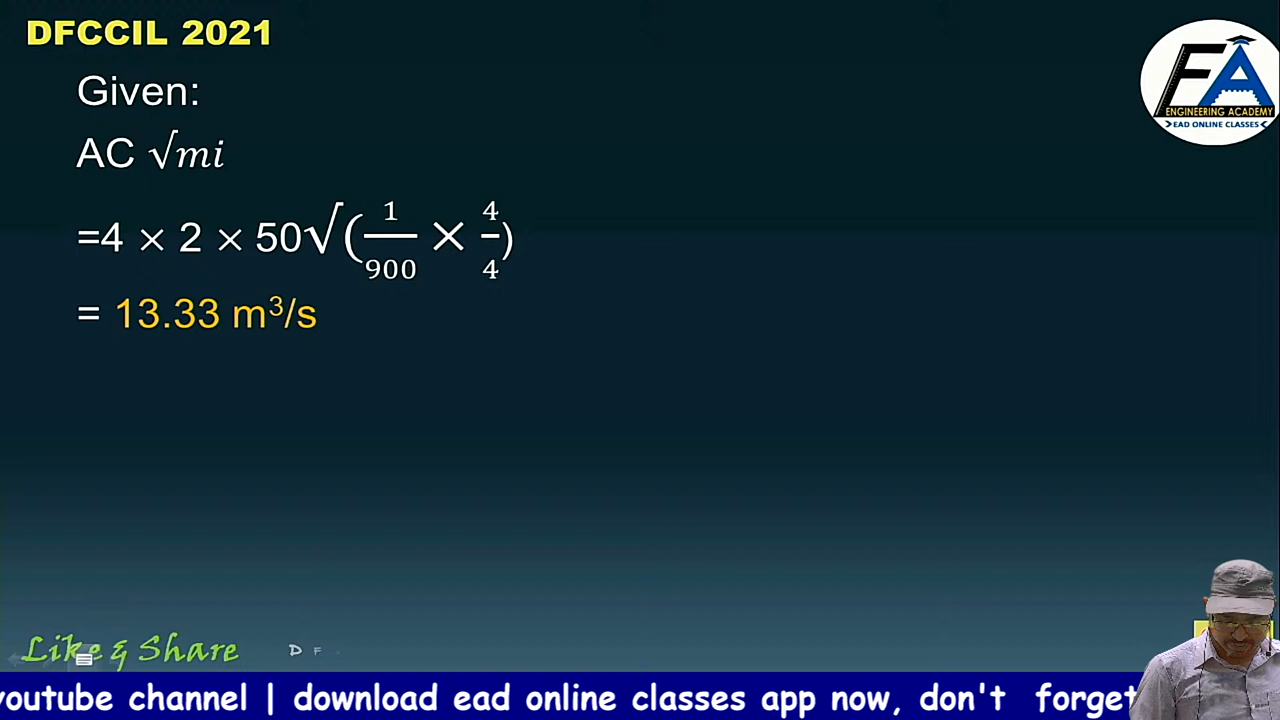 DFCCIL 2021
Given:
AC √mi
=4 × 2 × 50√(1/900 × 4/4)
= 13.33 m³/s
EA
ENGINEERING ACADEMY
EAD ONLINE CLASSES
Like & Share
D F
youtube channel | download ead online classes app now, don't forget